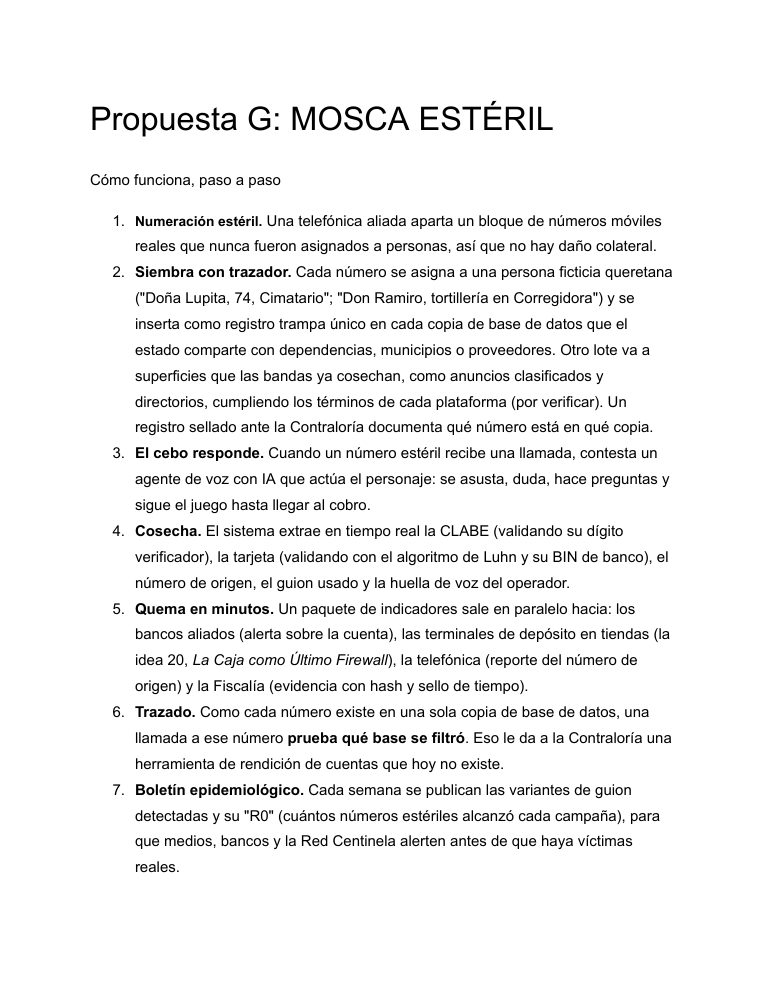 Propuesta G: MOSCA ESTÉRIL
Cómo funciona, paso a paso
1. Numeración estéril. Una telefónica aliada aparta un bloque de números móviles
reales que nunca fueron asignados a personas, así que no hay daño colateral.
2. Siembra con trazador. Cada número se asigna a una persona ficticia queretana
("Doña Lupita, 74, Cimatario"; "Don Ramiro, tortillería en Corregidora") y se
inserta como registro trampa único en cada copia de base de datos que el
estado comparte con dependencias, municipios o proveedores. Otro lote va a
superficies que las bandas ya cosechan, como anuncios clasificados y
directorios, cumpliendo los términos de cada plataforma (por verificar). Un
registro sellado ante la Contraloría documenta qué número está en qué copia.
3. El cebo responde. Cuando un número estéril recibe una llamada, contesta un
agente de voz con IA que actúa el personaje: se asusta, duda, hace preguntas y
sigue el juego hasta llegar al cobro.
4. Cosecha. El sistema extrae en tiempo real la CLABE (validando su dígito
verificador), la tarjeta (validando con el algoritmo de Luhn y su BIN de banco), el
número de origen, el guion usado y la huella de voz del operador.
5. Quema en minutos. Un paquete de indicadores sale en paralelo hacia: los
bancos aliados (alerta sobre la cuenta), las terminales de depósito en tiendas (la
idea 20, La Caja como Último Firewall), la telefónica (reporte del número de
origen) y la Fiscalía (evidencia con hash y sello de tiempo).
6. Trazado. Como cada número existe en una sola copia de base de datos, una
llamada a ese número prueba qué base se filtró. Eso le da a la Contraloría una
herramienta de rendición de cuentas que hoy no existe.
7. Boletín epidemiológico. Cada semana se publican las variantes de guion
detectadas y su "R0" (cuántos números estériles alcanzó cada campaña), para
que medios, bancos y la Red Centinela alerten antes de que haya víctimas
reales.